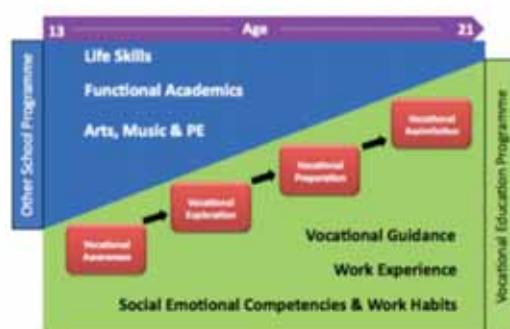 13 Age 21
Other School Programme
Life Skills
Functional Academics
Arts, Music & PE
Vocational
Awareness
Vocational
Exploration
Vocational
Preparation
Vocational
Assimilation
Vocational Guidance
Work Experience
Social Emotional Competencies & Work Habits
Vocational Education Programme